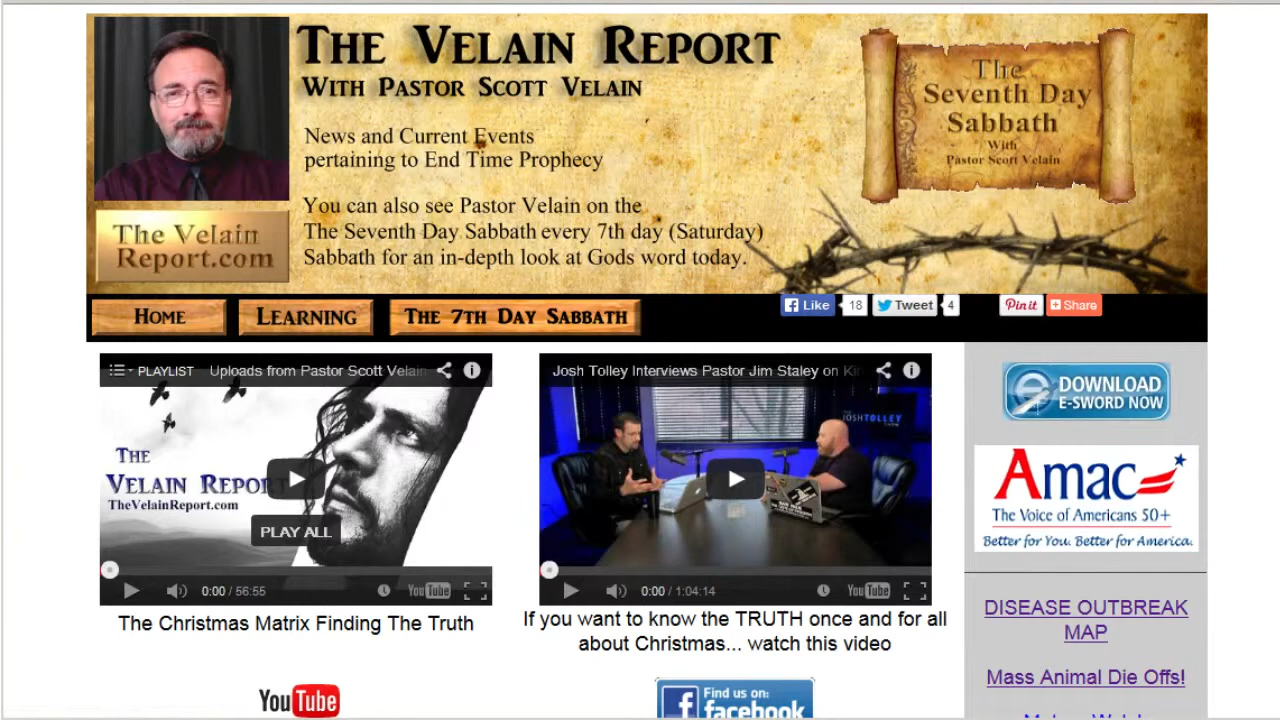 The Velain Report
With Pastor Scott Velain
News and Current Events
pertaining to End Time Prophecy
You can also see Pastor Velain on the
The Seventh Day Sabbath every 7th day (Saturday)
Sabbath for an in-depth look at Gods word today.
The Velain
Report.com
The
Seventh Day
Sabbath
With
Pastor Scott Velain
Home
Learning
The 7th Day Sabbath
Like 18
Tweet 4
Pin it
Share
PLAYLIST Uploads from Pastor Scott Velain
The
Velain Report
TheVelainReport.com
PLAY ALL
0:00 / 56:55
YouTube
The Christmas Matrix Finding The Truth
Josh Tolley Interviews Pastor Jim Staley on Kin
THE
JOSHTOLLEY
SHOW
0:00 / 1:04:14
YouTube
If you want to know the TRUTH once and for all
about Christmas... watch this video
YouTube
Find us on:
facebook
DOWNLOAD
E-SWORD NOW
Amac
The Voice of Americans 50+
Better for You. Better for America.
DISEASE OUTBREAK
MAP
Mass Animal Die Offs!